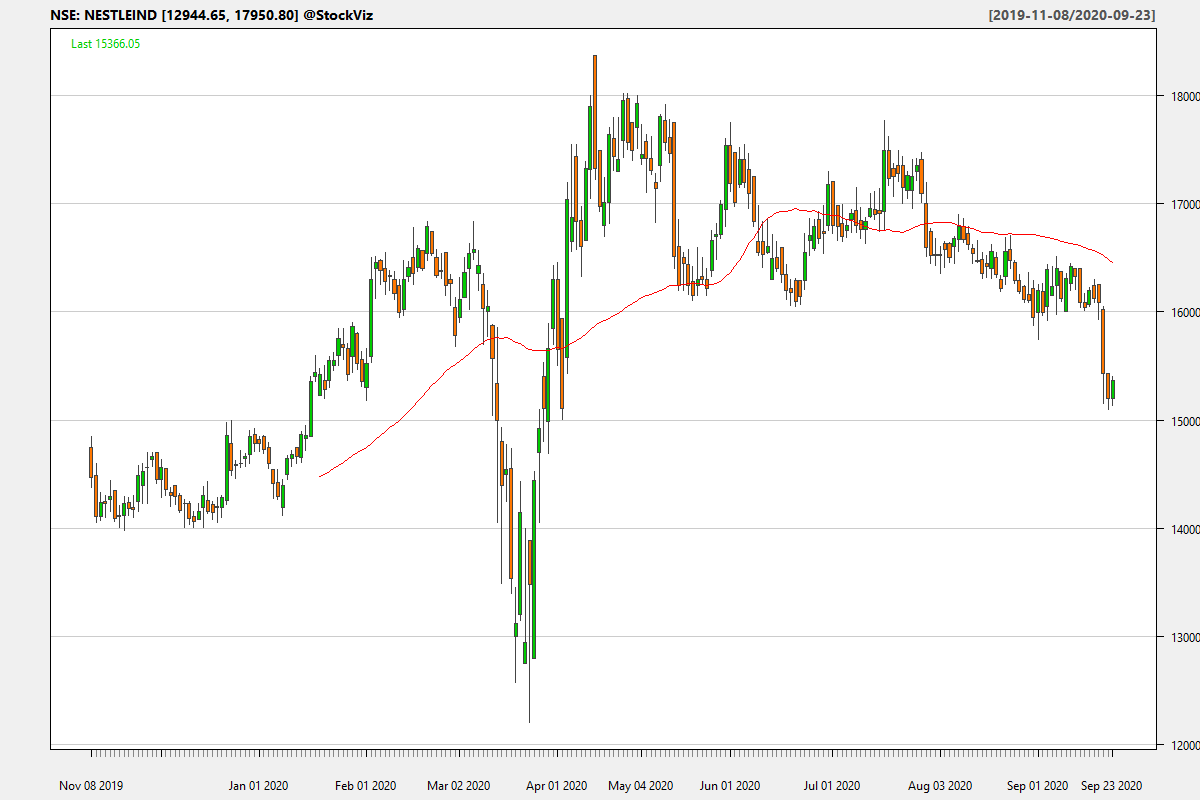 NSE: NESTLEIND [12944.65, 17950.80] @StockViz [2019-11-08/2020-09-23]
Last 15366.05
18000
17000
16000
15000
14000
13000
12000
Nov 08 2019 Jan 01 2020 Feb 01 2020 Mar 02 2020 Apr 01 2020 May 04 2020 Jun 01 2020 Jul 01 2020 Aug 03 2020 Sep 01 2020 Sep 23 2020